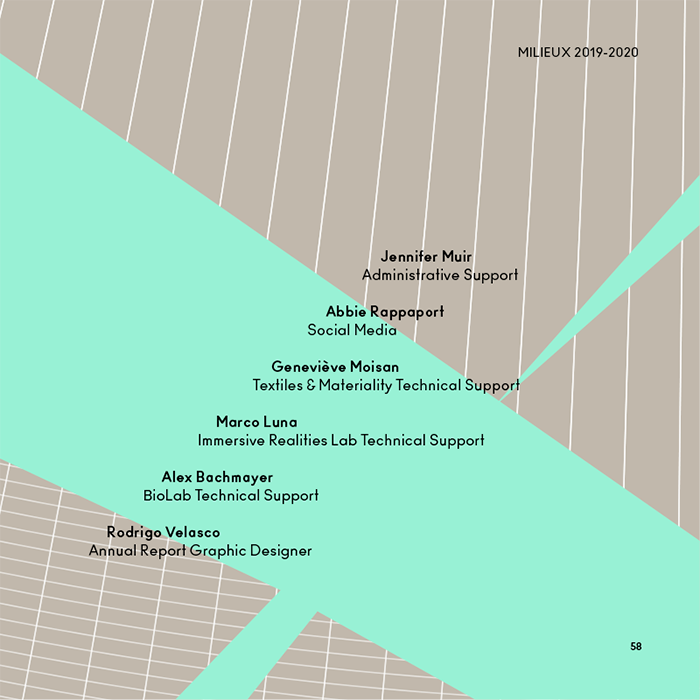 MILIEUX 2019-2020
Jennifer Muir
Administrative Support
Abbie Rappaport
Social Media
Geneviève Moisan
Textiles & Materiality Technical Support
Marco Luna
Immersive Realities Lab Technical Support
Alex Bachmayer
BioLab Technical Support
Rodrigo Velasco
Annual Report Graphic Designer
58